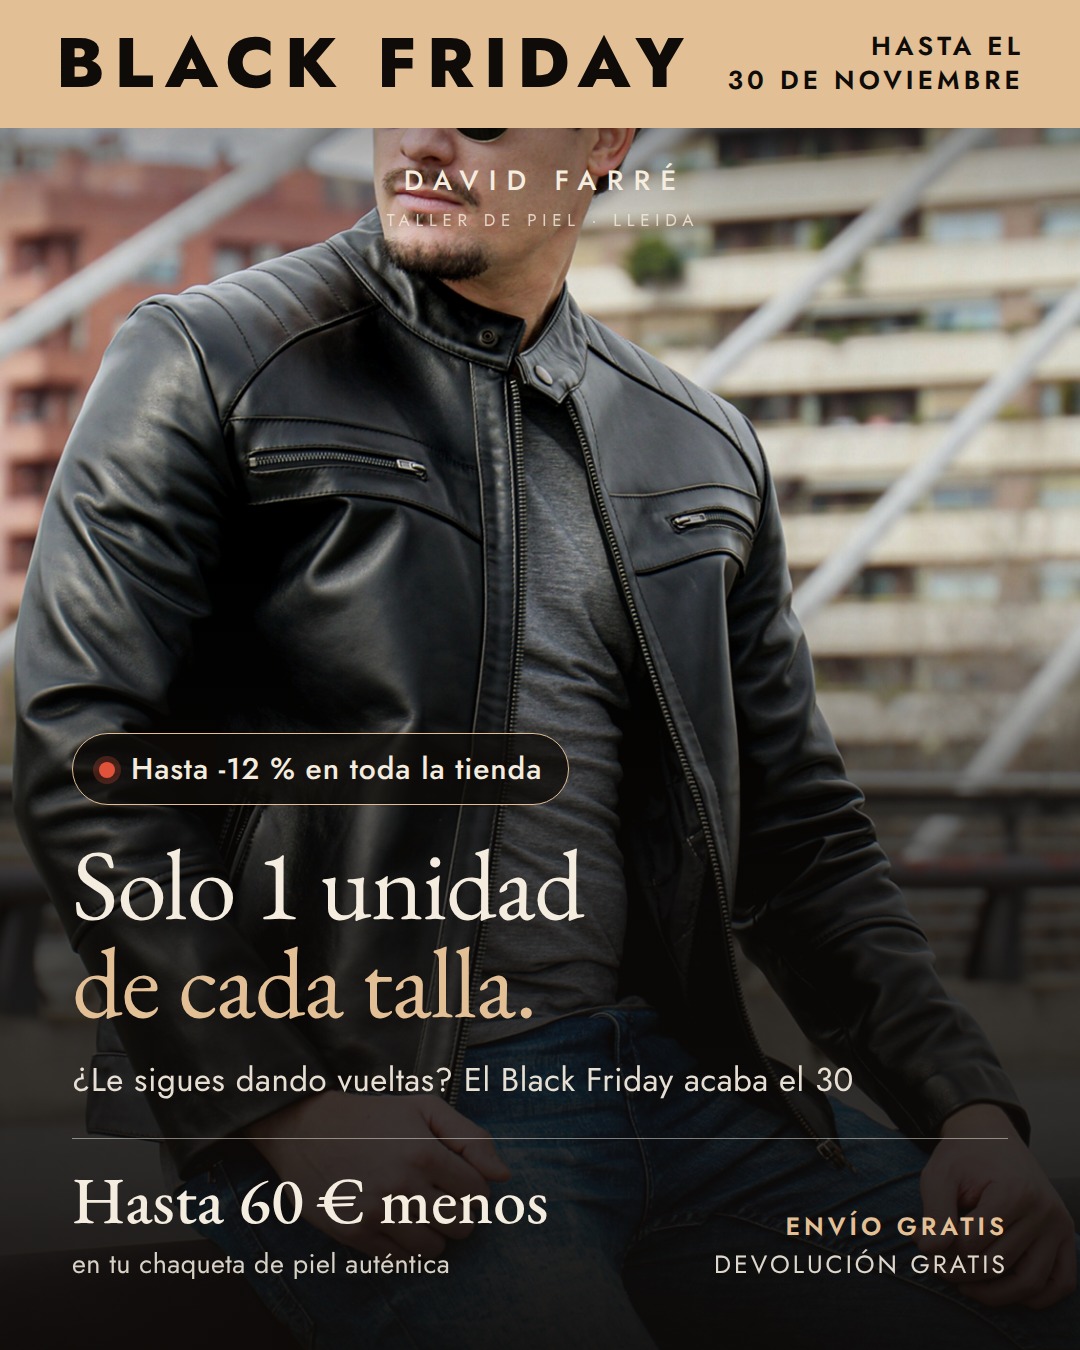 BLACK FRIDAY
HASTA EL
30 DE NOVIEMBRE
DAVID FARRÉ
TALLER DE PIEL · LLEIDA
Hasta -12 % en toda la tienda
Solo 1 unidad
de cada talla.
¿Le sigues dando vueltas? El Black Friday acaba el 30
Hasta 60 € menos
en tu chaqueta de piel auténtica
ENVÍO GRATIS
DEVOLUCIÓN GRATIS